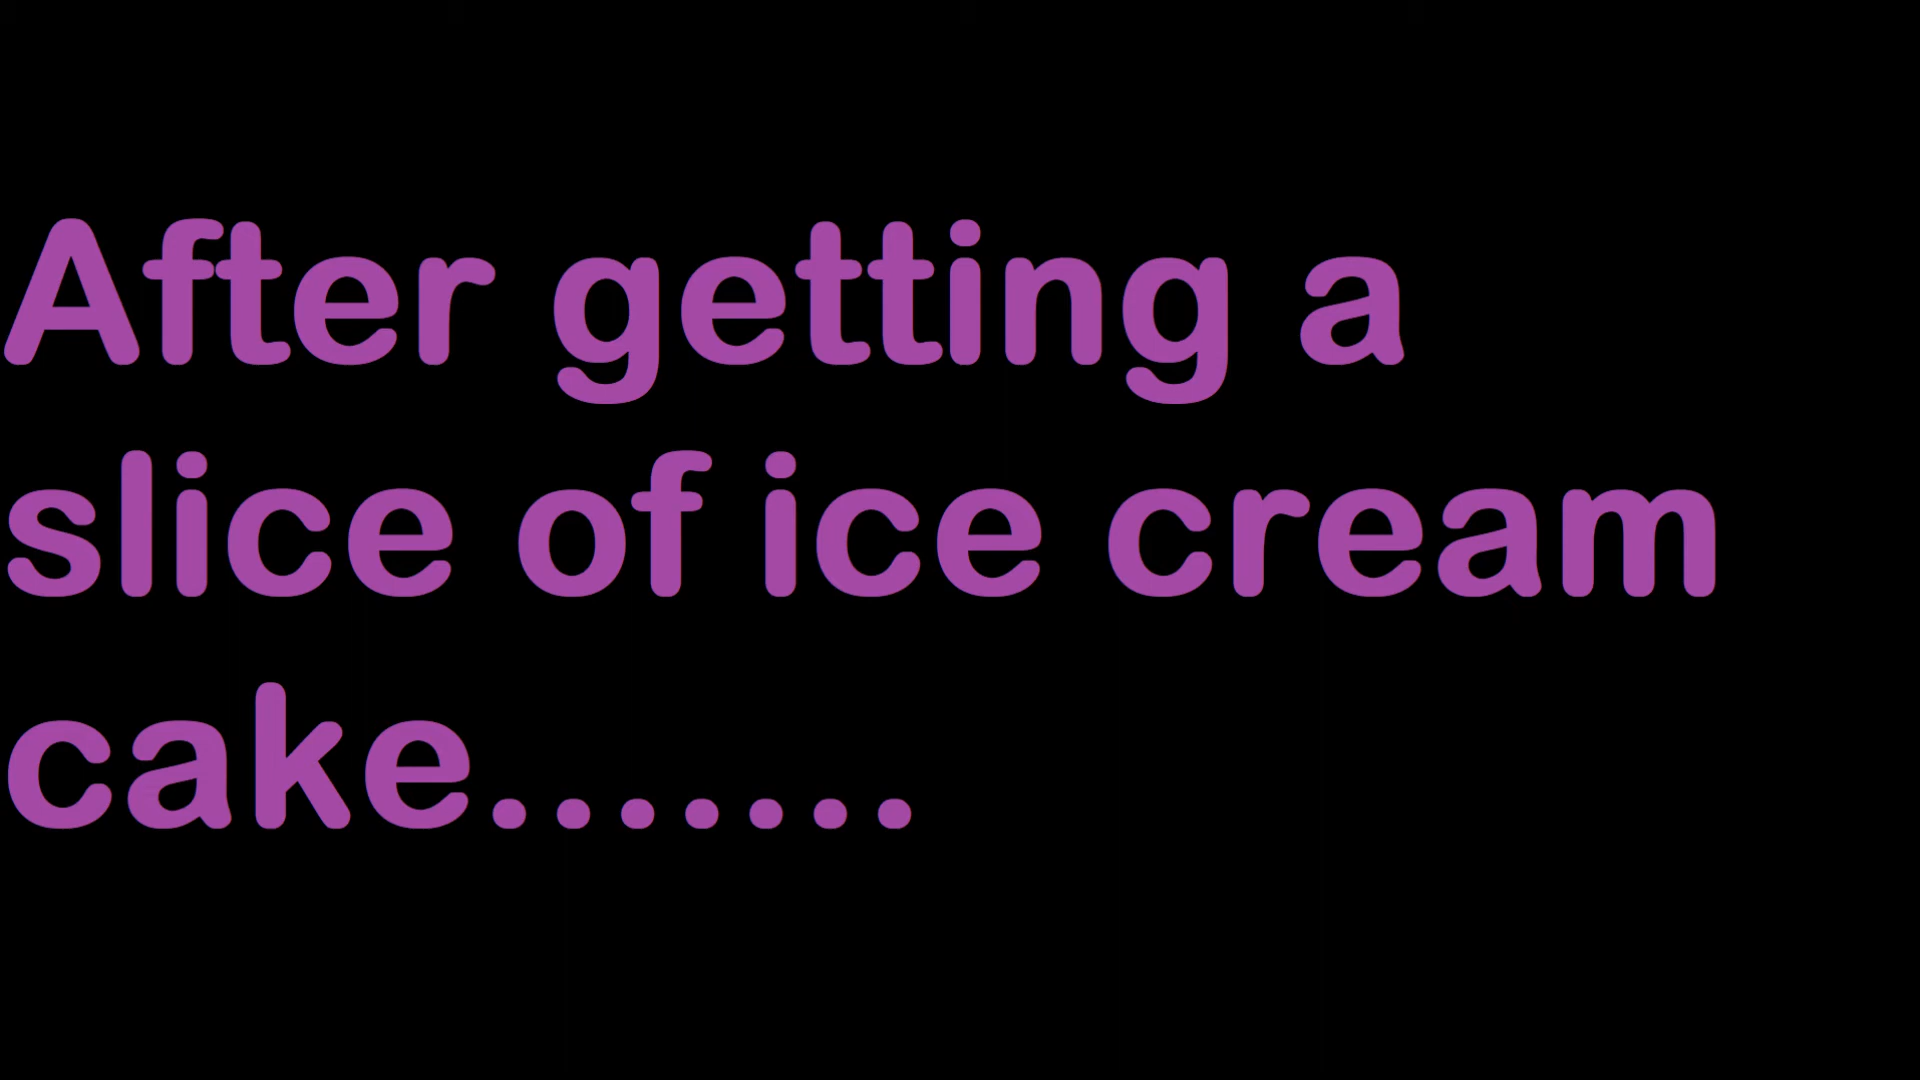 After getting a
slice of ice cream
cake.......